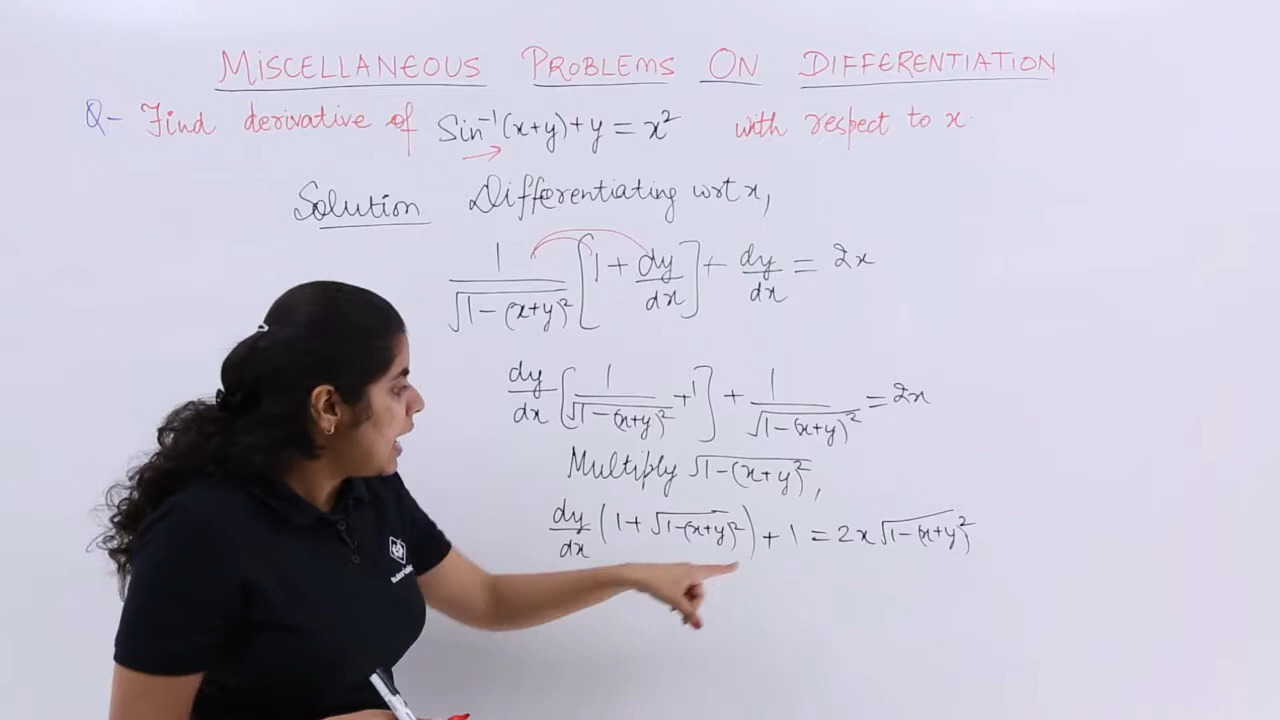 MISCELLANEOUS PROBLEMS ON DIFFERENTIATION
Q- Find derivative of Sin⁻¹(x+y)+y = x² with respect to x.
Solution Differentiating wrt x,
1/√(1-(x+y)²) [1 + dy/dx] + dy/dx = 2x
dy/dx [1/√(1-(x+y)²) + 1] + 1/√(1-(x+y)²) = 2x
Multiply √(1-(x+y)²),
dy/dx (1 + √(1-(x+y)²)) + 1 = 2x√(1-(x+y)²)